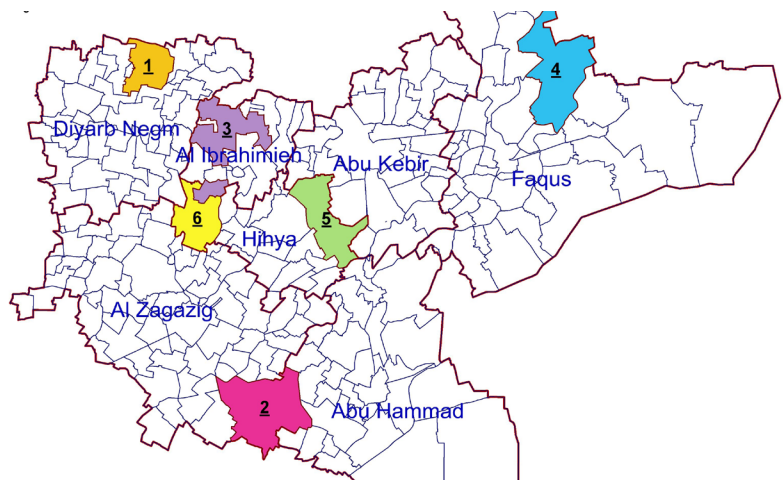 1
4
3
Diyarb Negm
Al Ibrahimieh
Abu Kebir
Faqus
6
5
Hihya
Al Zagazig
2
Abu Hammad